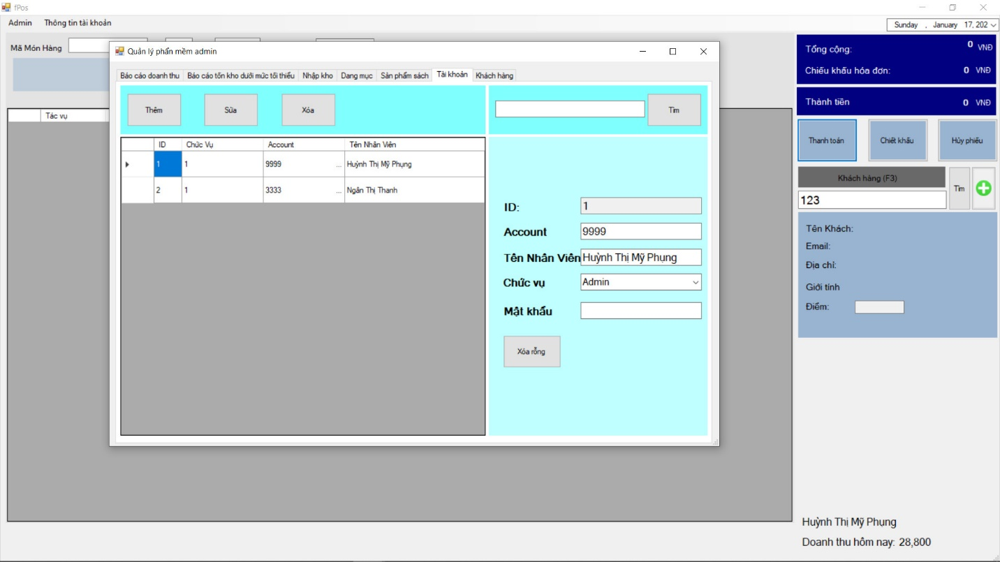 fPos
Admin Thông tin tài khoản
Sunday , January 17, 202
Mã Món Hàng
Quản lý phần mềm admin
Báo cáo doanh thu Báo cáo tồn kho dưới mức tối thiểu Nhập kho Dang mục Sản phẩm sách Tài khoản Khách hàng
Thêm Sửa Xóa Tìm
Tác vụ
ID Chức Vụ Account Tên Nhân Viên
1 1 9999 ... Huỳnh Thị Mỹ Phụng
2 1 3333 ... Ngân Thị Thanh
ID: 1
Account 9999
Tên Nhân Viên Huỳnh Thị Mỹ Phụng
Chức vụ Admin
Mật khẩu
Xóa rỗng
Tổng cộng: 0 VNĐ
Chiếu khấu hóa đơn: 0 VNĐ
Thành tiền 0 VNĐ
Thanh toán Chiết khấu Hủy phiếu
Khách hàng (F3) Tìm
123
Tên Khách:
Email:
Địa chỉ:
Giới tính
Điểm:
Huỳnh Thị Mỹ Phụng
Doanh thu hôm nay: 28,800